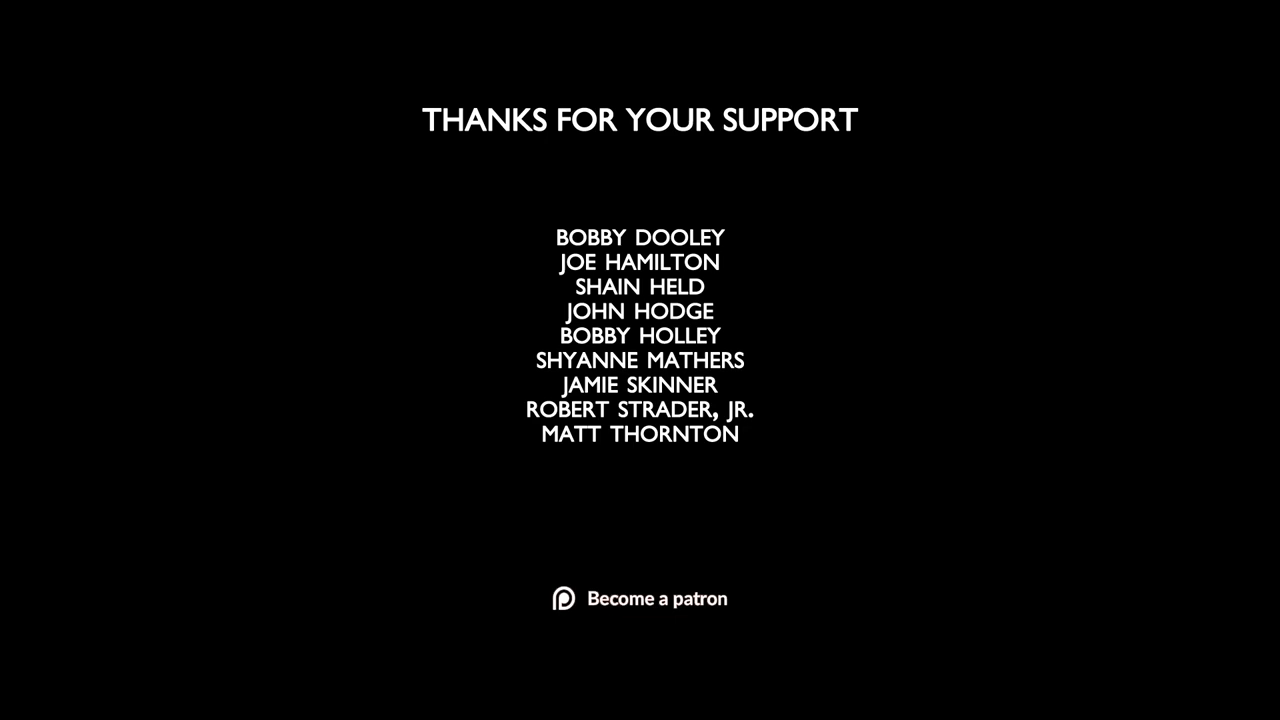 THANKS FOR YOUR SUPPORT
BOBBY DOOLEY
JOE HAMILTON
SHAIN HELD
JOHN HODGE
BOBBY HOLLEY
SHYANNE MATHERS
JAMIE SKINNER
ROBERT STRADER, JR.
MATT THORNTON
Become a patron